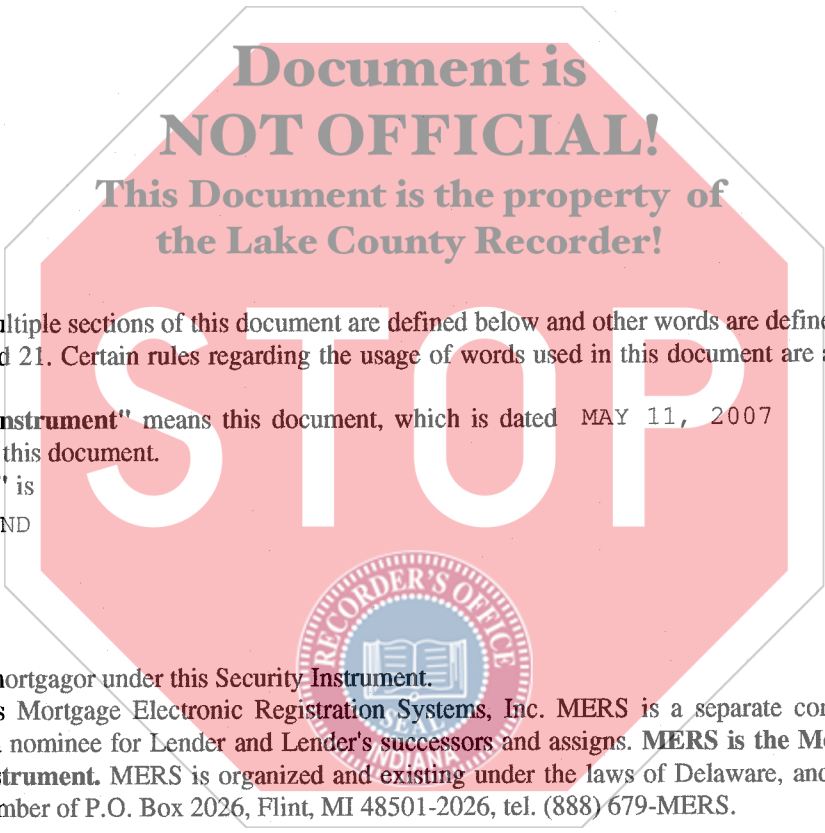 Document is
NOT OFFICIAL!
This Document is the property of
the Lake County Recorder!
STOP
ultiple sections of this document are defined below and other words are define
d 21. Certain rules regarding the usage of words used in this document are a
nstrument" means this document, which is dated MAY 11, 2007
this document.
" is
ND
RECORDER'S OFFICE
SEAL
INDIANA
nortgagor under this Security Instrument.
s Mortgage Electronic Registration Systems, Inc. MERS is a separate cor
nominee for Lender and Lender's successors and assigns. MERS is the Mo
strument. MERS is organized and existing under the laws of Delaware, and
mber of P.O. Box 2026, Flint, MI 48501-2026, tel. (888) 679-MERS.